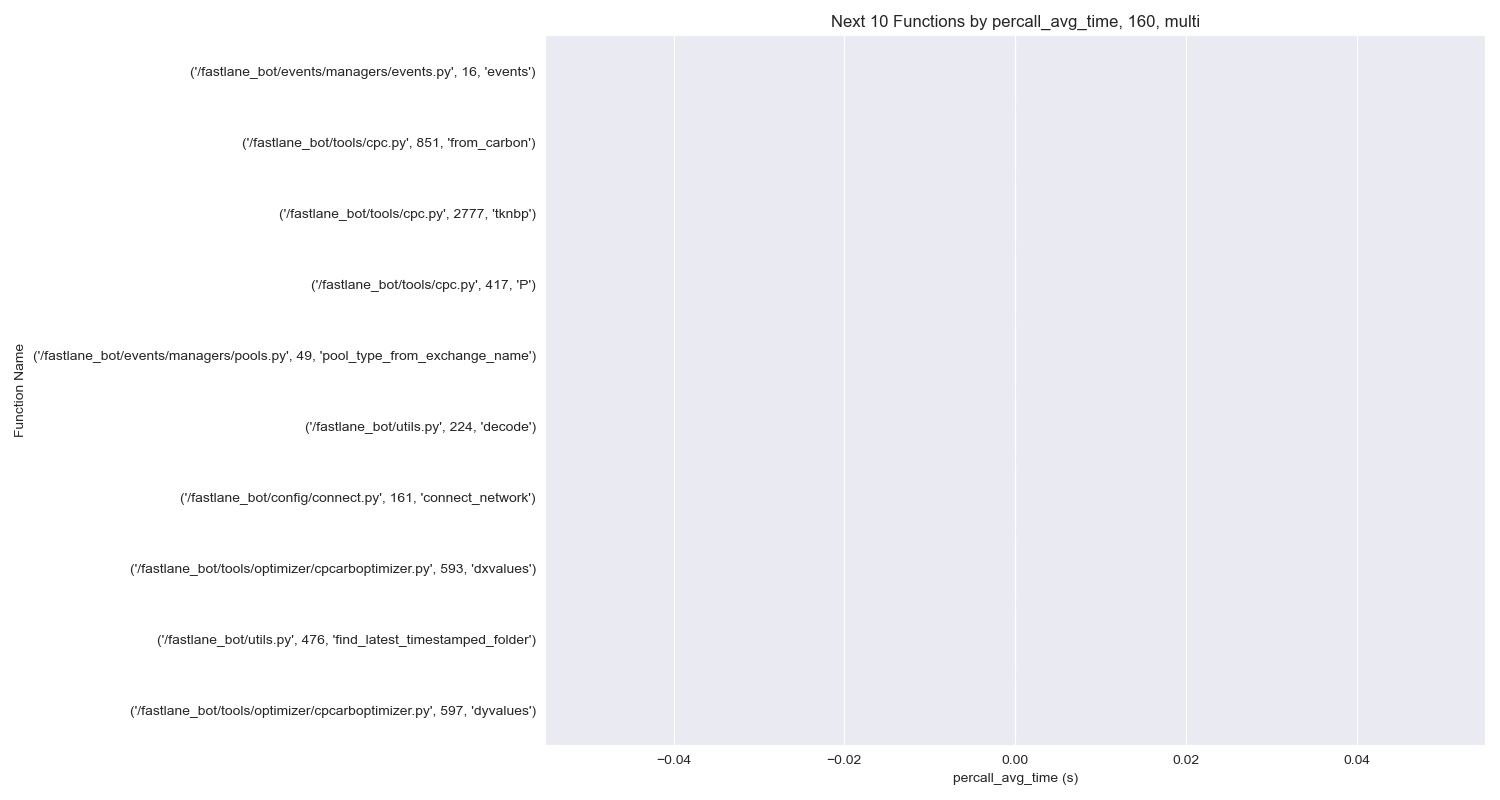 Next 10 Functions by percall_avg_time, 160, multi
Function Name
('/fastlane_bot/events/managers/events.py', 16, 'events')
('/fastlane_bot/tools/cpc.py', 851, 'from_carbon')
('/fastlane_bot/tools/cpc.py', 2777, 'tknbp')
('/fastlane_bot/tools/cpc.py', 417, 'P')
('/fastlane_bot/events/managers/pools.py', 49, 'pool_type_from_exchange_name')
('/fastlane_bot/utils.py', 224, 'decode')
('/fastlane_bot/config/connect.py', 161, 'connect_network')
('/fastlane_bot/tools/optimizer/cpcarboptimizer.py', 593, 'dxvalues')
('/fastlane_bot/utils.py', 476, 'find_latest_timestamped_folder')
('/fastlane_bot/tools/optimizer/cpcarboptimizer.py', 597, 'dyvalues')
−0.04 −0.02 0.00 0.02 0.04
percall_avg_time (s)